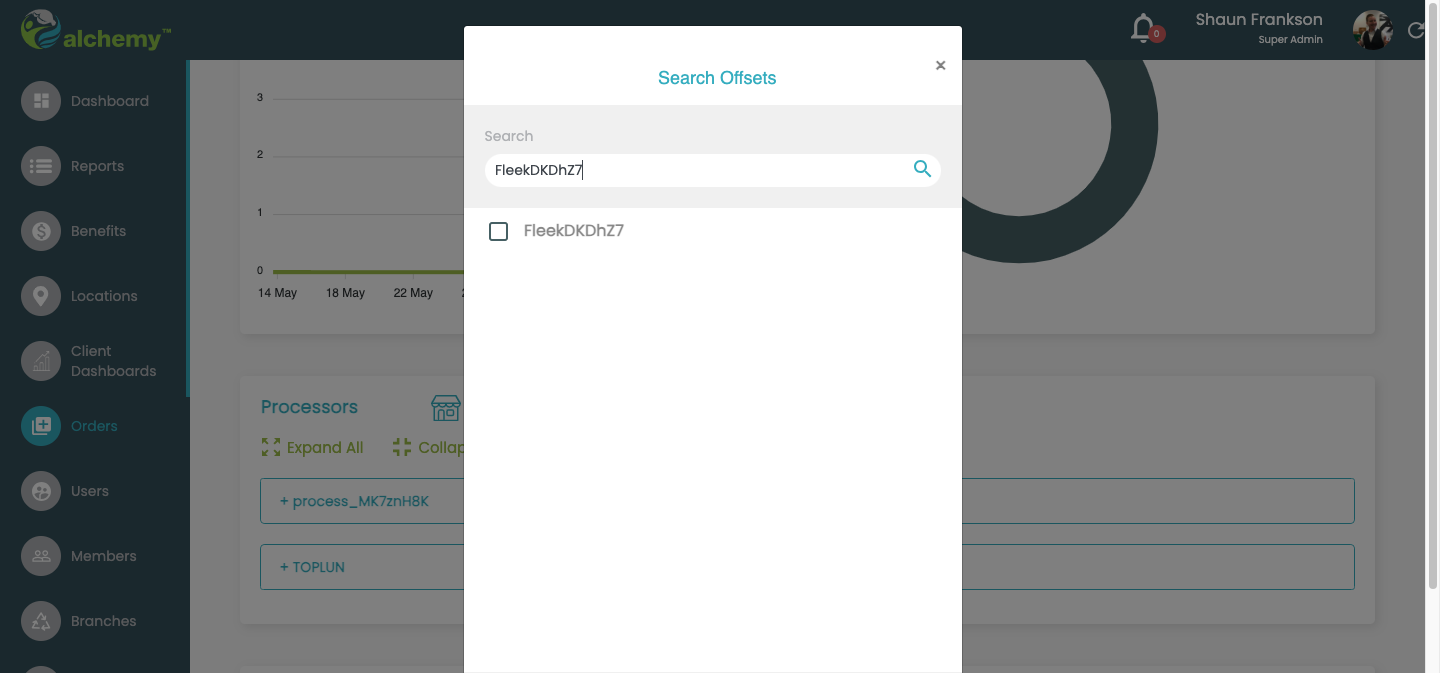 alchemy™
0
Shaun Frankson
Super Admin
Dashboard
Reports
Benefits
Locations
Client
Dashboards
Orders
Users
Members
Branches
3
2
1
0
14 May
18 May
22 May
Search Offsets
×
Search
FleekDKDhZ7
FleekDKDhZ7
Processors
Expand All
Collap
+ process_MK7znH8K
+ TOPLUN